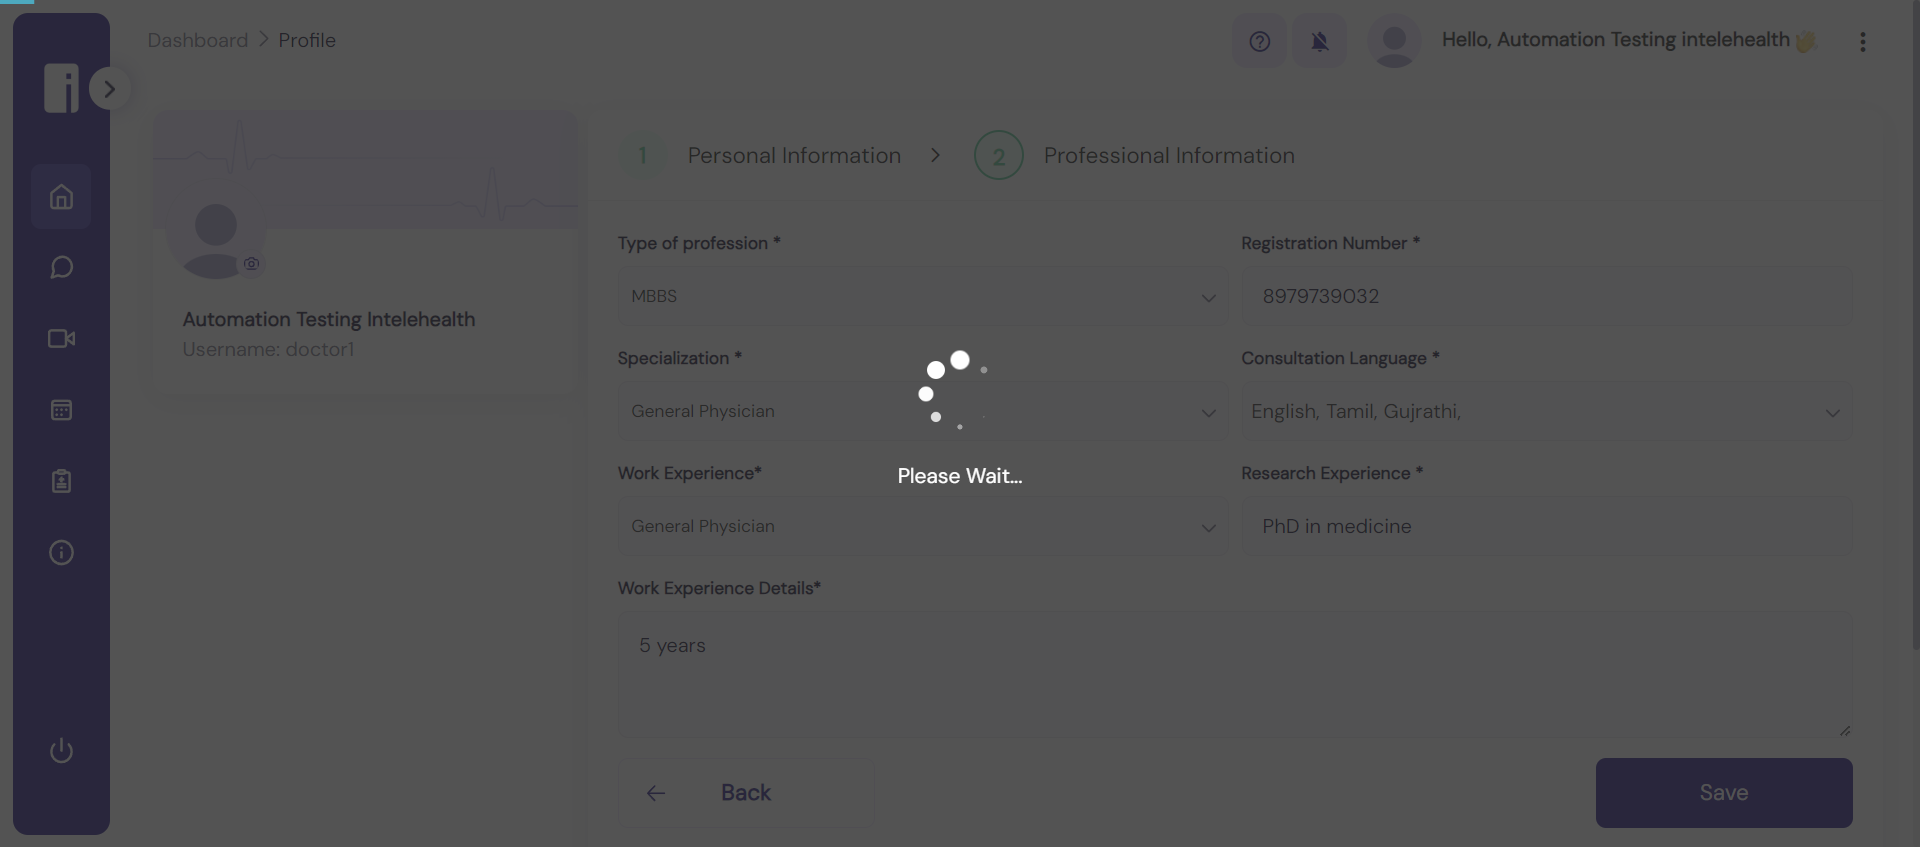 Dashboard > Profile
Hello, Automation Testing intelehealth 👋
1 Personal Information > 2 Professional Information
Automation Testing Intelehealth
Username: doctor1
Type of profession *
MBBS
Registration Number *
8979739032
Specialization *
General Physician
Consultation Language *
English, Tamil, Gujrathi,
Work Experience*
General Physician
Research Experience *
PhD in medicine
Please Wait...
Work Experience Details*
5 years
Back
Save